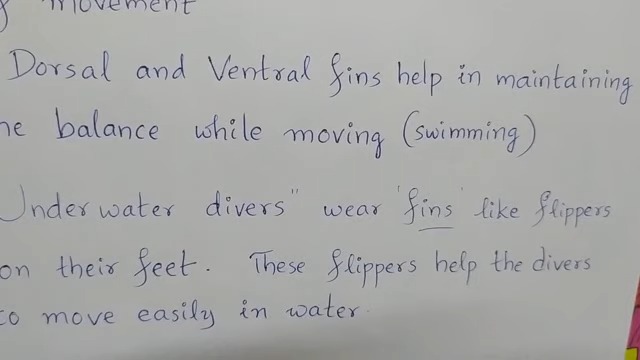 movement
Dorsal and Ventral fins help in maintaining
balance while moving (swimming)
Underwater divers" wear 'fins' like flippers
on their feet. These flippers help the divers
to move easily in water.